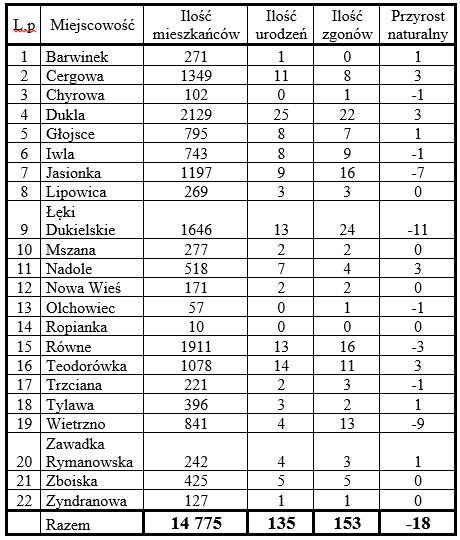 L.p Miejscowość Ilość mieszkańców Ilość urodzeń Ilość zgonów Przyrost naturalny
1 Barwinek 271 1 0 1
2 Cergowa 1349 11 8 3
3 Chyrowa 102 0 1 -1
4 Dukla 2129 25 22 3
5 Głojsce 795 8 7 1
6 Iwla 743 8 9 -1
7 Jasionka 1197 9 16 -7
8 Lipowica 269 3 3 0
9 Łęki Dukielskie 1646 13 24 -11
10 Mszana 277 2 2 0
11 Nadole 518 7 4 3
12 Nowa Wieś 171 2 2 0
13 Olchowiec 57 0 1 -1
14 Ropianka 10 0 0 0
15 Równe 1911 13 16 -3
16 Teodorówka 1078 14 11 3
17 Trzciana 221 2 3 -1
18 Tylawa 396 3 2 1
19 Wietrzno 841 4 13 -9
20 Zawadka Rymanowska 242 4 3 1
21 Zboiska 425 5 5 0
22 Zyndranowa 127 1 1 0
Razem 14 775 135 153 -18